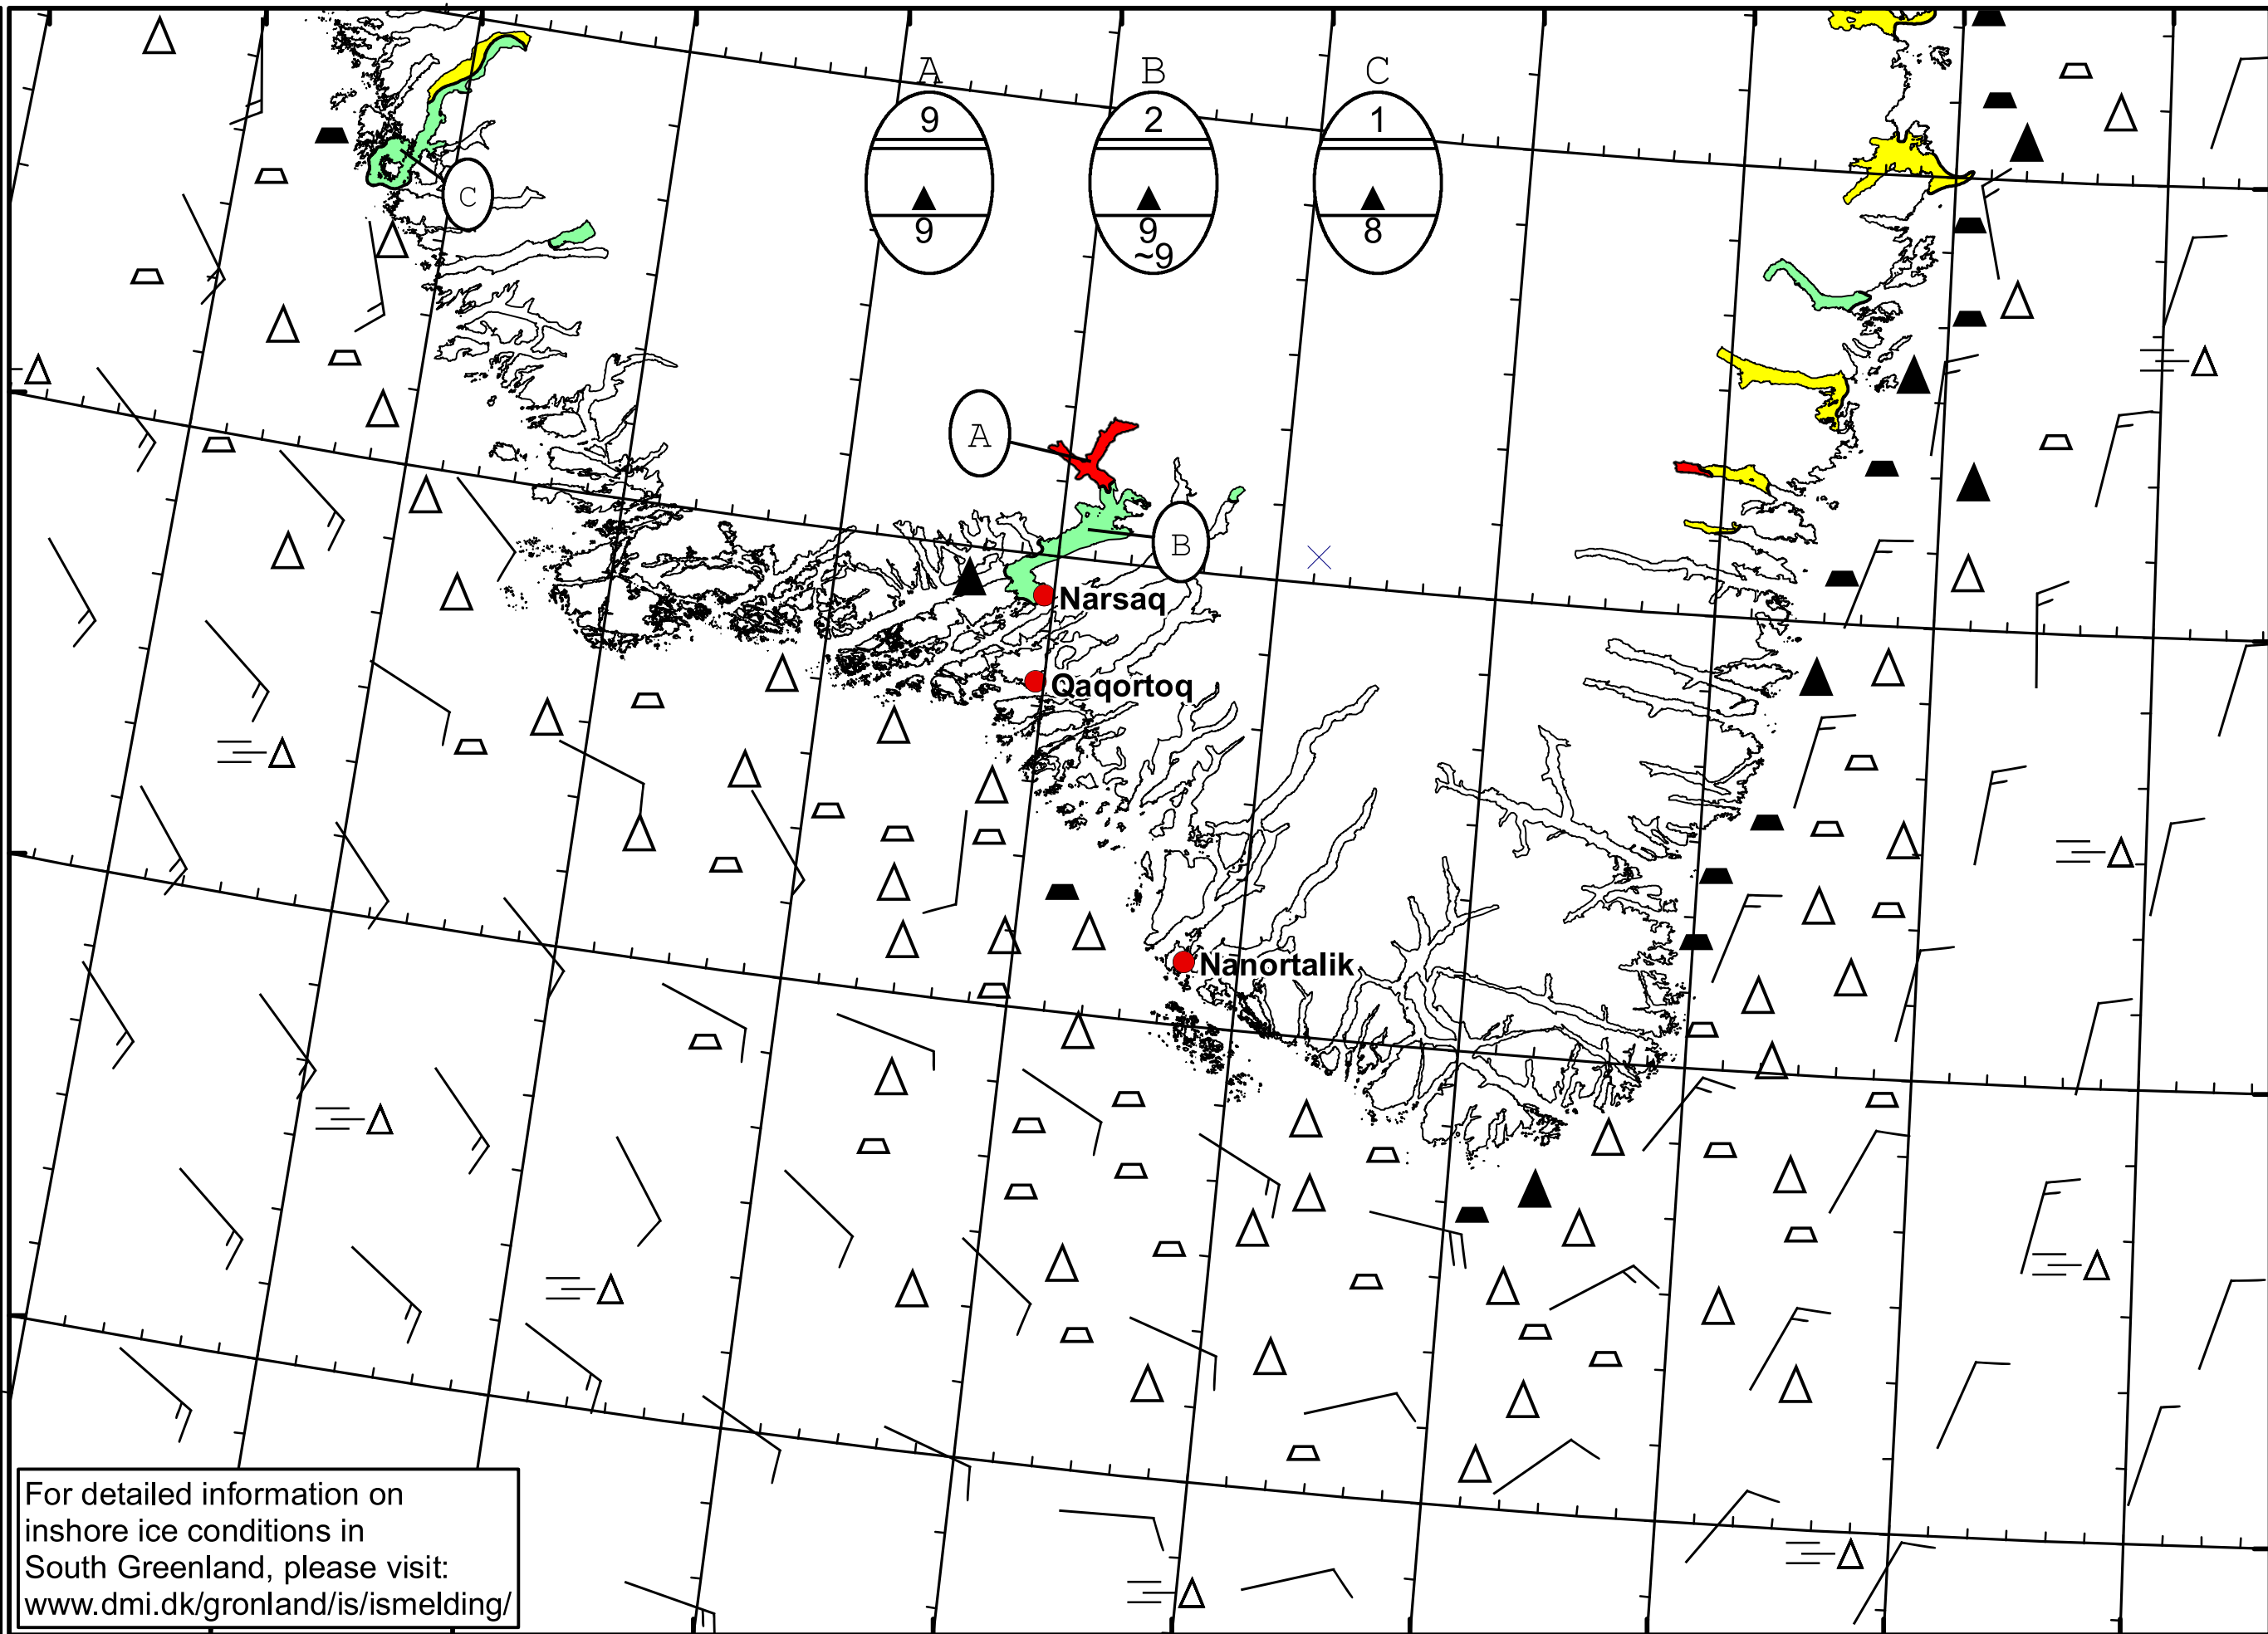 A B C
9 2 1
9 9 8
~9
C
A
B
Narsaq
Qaqortoq
Nanortalik
For detailed information on
inshore ice conditions in
South Greenland, please visit:
www.dmi.dk/gronland/is/ismelding/